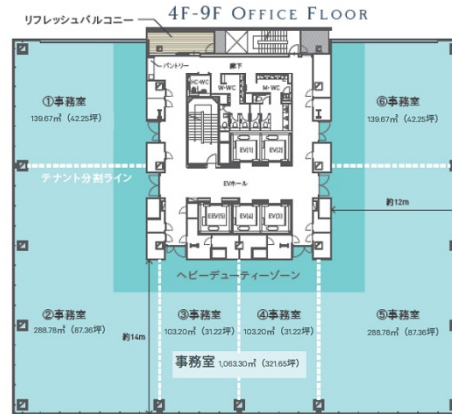 4F-9F OFFICE FLOOR
リフレッシュバルコニー
パントリー
廊下
HC-WC
W-WC
M-WC
①事務室
139.67㎡ (42.25坪)
⑥事務室
139.67㎡ (42.25坪)
EV(1)
EV(2)
テナント分割ライン
EVホール
約12m
EEV(5)
EV(4)
EV(3)
ヘビーデューティーゾーン
②事務室
288.78㎡ (87.36坪)
③事務室
103.20㎡ (31.22坪)
④事務室
103.20㎡ (31.22坪)
⑤事務室
288.78㎡ (87.36坪)
約14m
事務室 1,063.30㎡ (321.65坪)